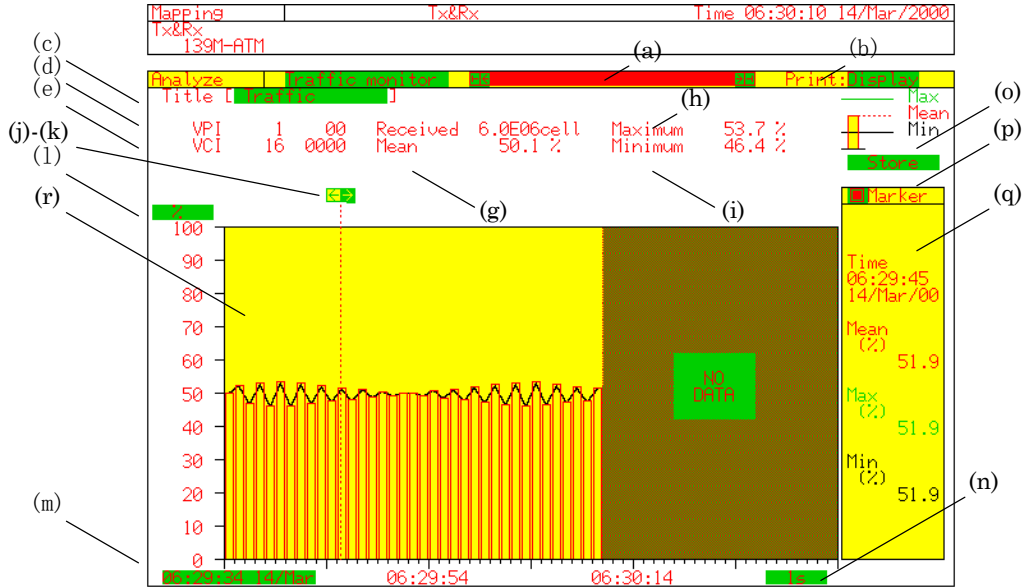 Mapping Tx&Rx Time 06:30:10 14/Mar/2000
Tx&Rx
139M-ATM
(c)
(d)
(e)
(j)-(k)
(l)
(r)
(m)
(a)
(b)
(h)
(g)
(i)
(o)
(p)
(q)
(n)
Analyze Traffic monitor Print:Display
Title [ Traffic ]
VPI 1 00 Received 6.0E06cell Maximum 53.7 %
VCI 16 0000 Mean 50.1 % Minimum 46.4 %
Max
Mean
Min
Store
Marker
Time
06:29:45
14/Mar/00
Mean
(%)
51.9
Max
(%)
51.9
Min
(%)
51.9
%
100
90
80
70
60
50
40
30
20
10
0
NO
DATA
06:29:34 14/Mar 06:29:54 06:30:14 1s